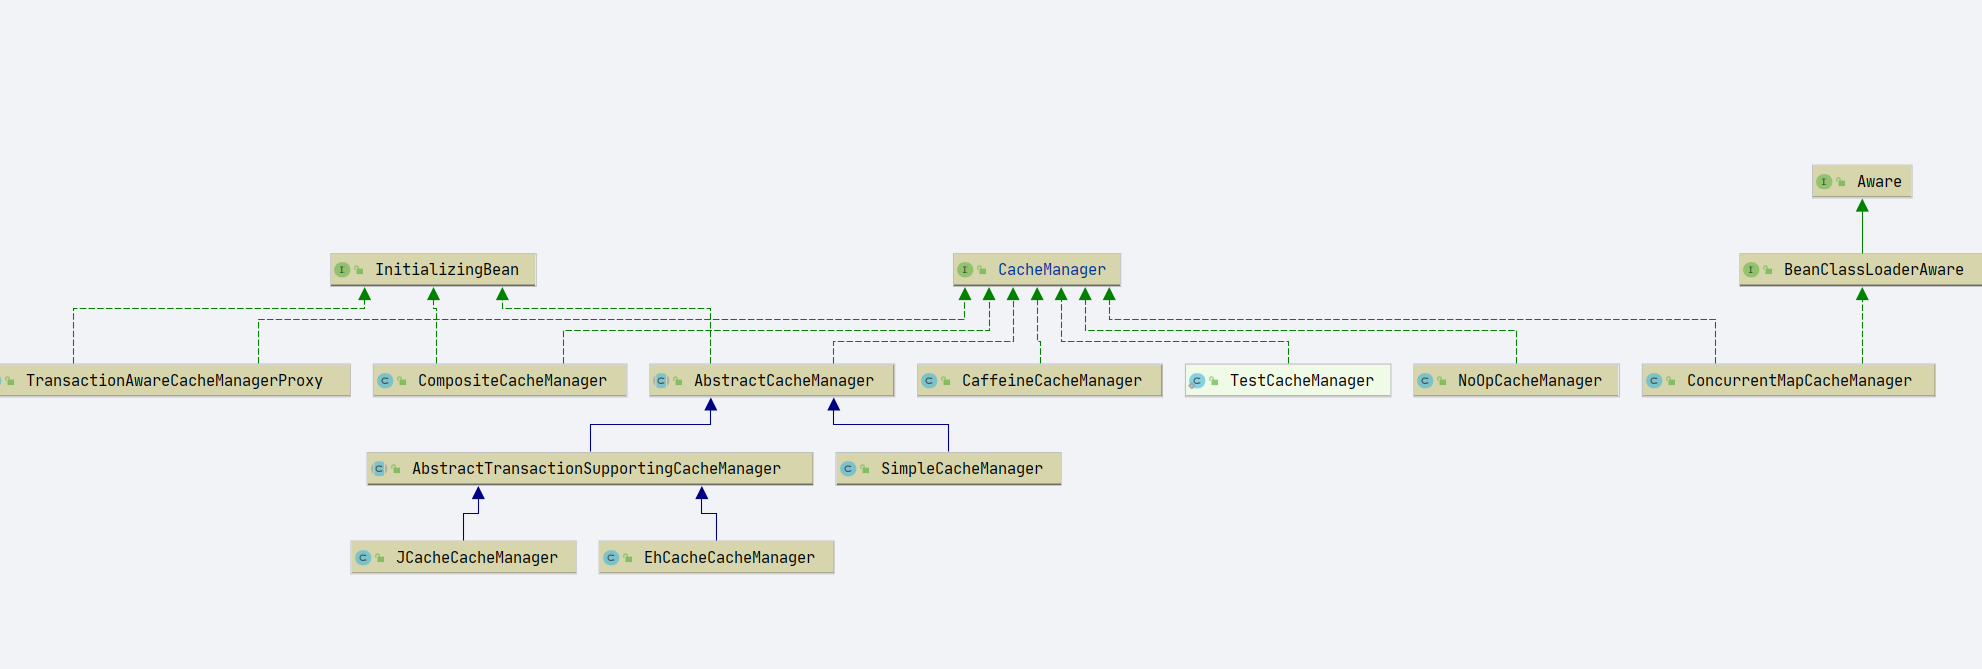 Aware
InitializingBean
CacheManager
BeanClassLoaderAware
TransactionAwareCacheManagerProxy
CompositeCacheManager
AbstractCacheManager
CaffeineCacheManager
TestCacheManager
NoOpCacheManager
ConcurrentMapCacheManager
AbstractTransactionSupportingCacheManager
SimpleCacheManager
JCacheCacheManager
EhCacheCacheManager